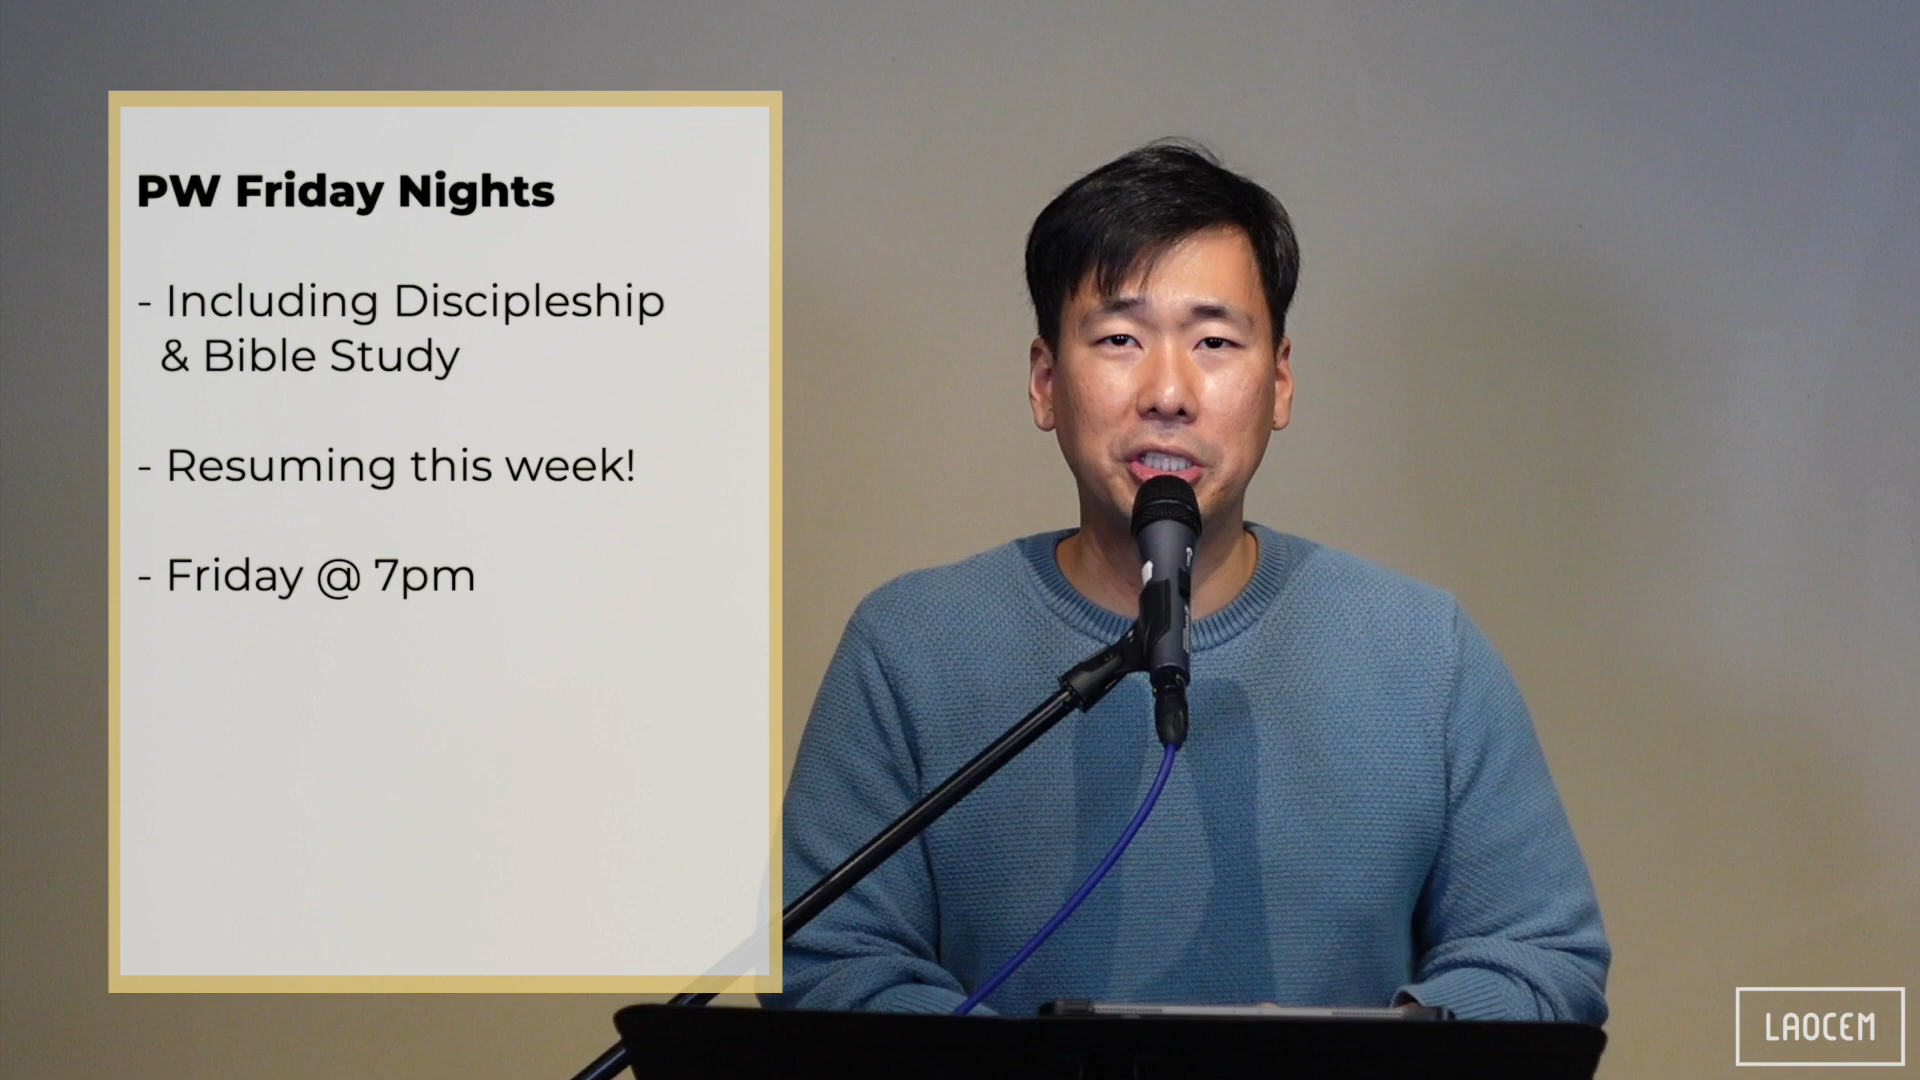 PW Friday Nights
- Including Discipleship
& Bible Study
- Resuming this week!
- Friday @ 7pm
LAOCEM